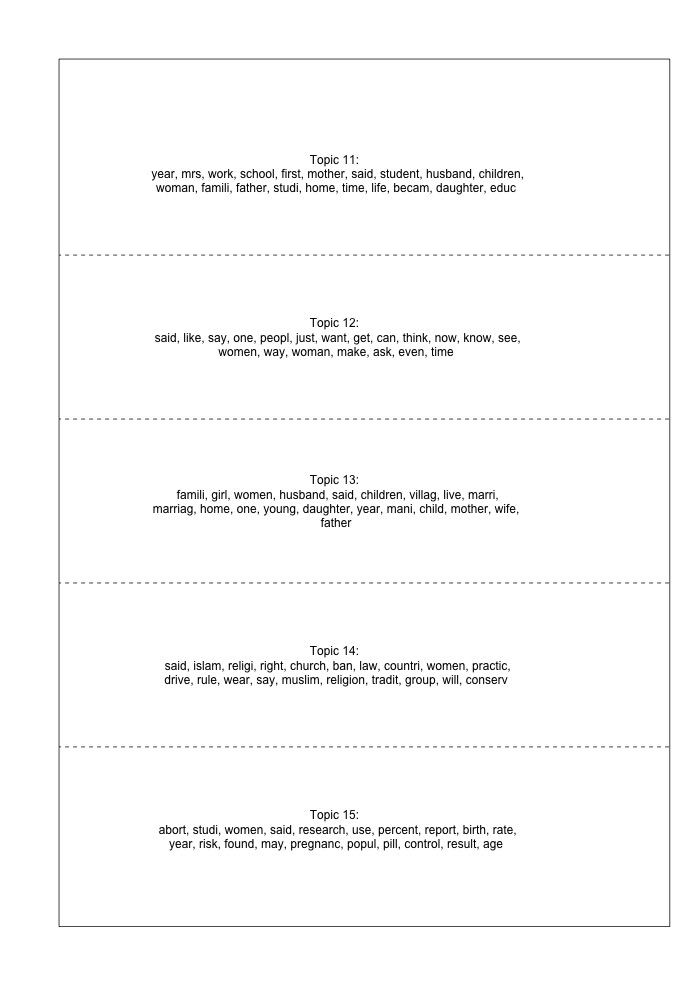 Topic 11:
year, mrs, work, school, first, mother, said, student, husband, children,
woman, famili, father, studi, home, time, life, becam, daughter, educ
Topic 12:
said, like, say, one, peopl, just, want, get, can, think, now, know, see,
women, way, woman, make, ask, even, time
Topic 13:
famili, girl, women, husband, said, children, villag, live, marri,
marriag, home, one, young, daughter, year, mani, child, mother, wife,
father
Topic 14:
said, islam, religi, right, church, ban, law, countri, women, practic,
drive, rule, wear, say, muslim, religion, tradit, group, will, conserv
Topic 15:
abort, studi, women, said, research, use, percent, report, birth, rate,
year, risk, found, may, pregnanc, popul, pill, control, result, age